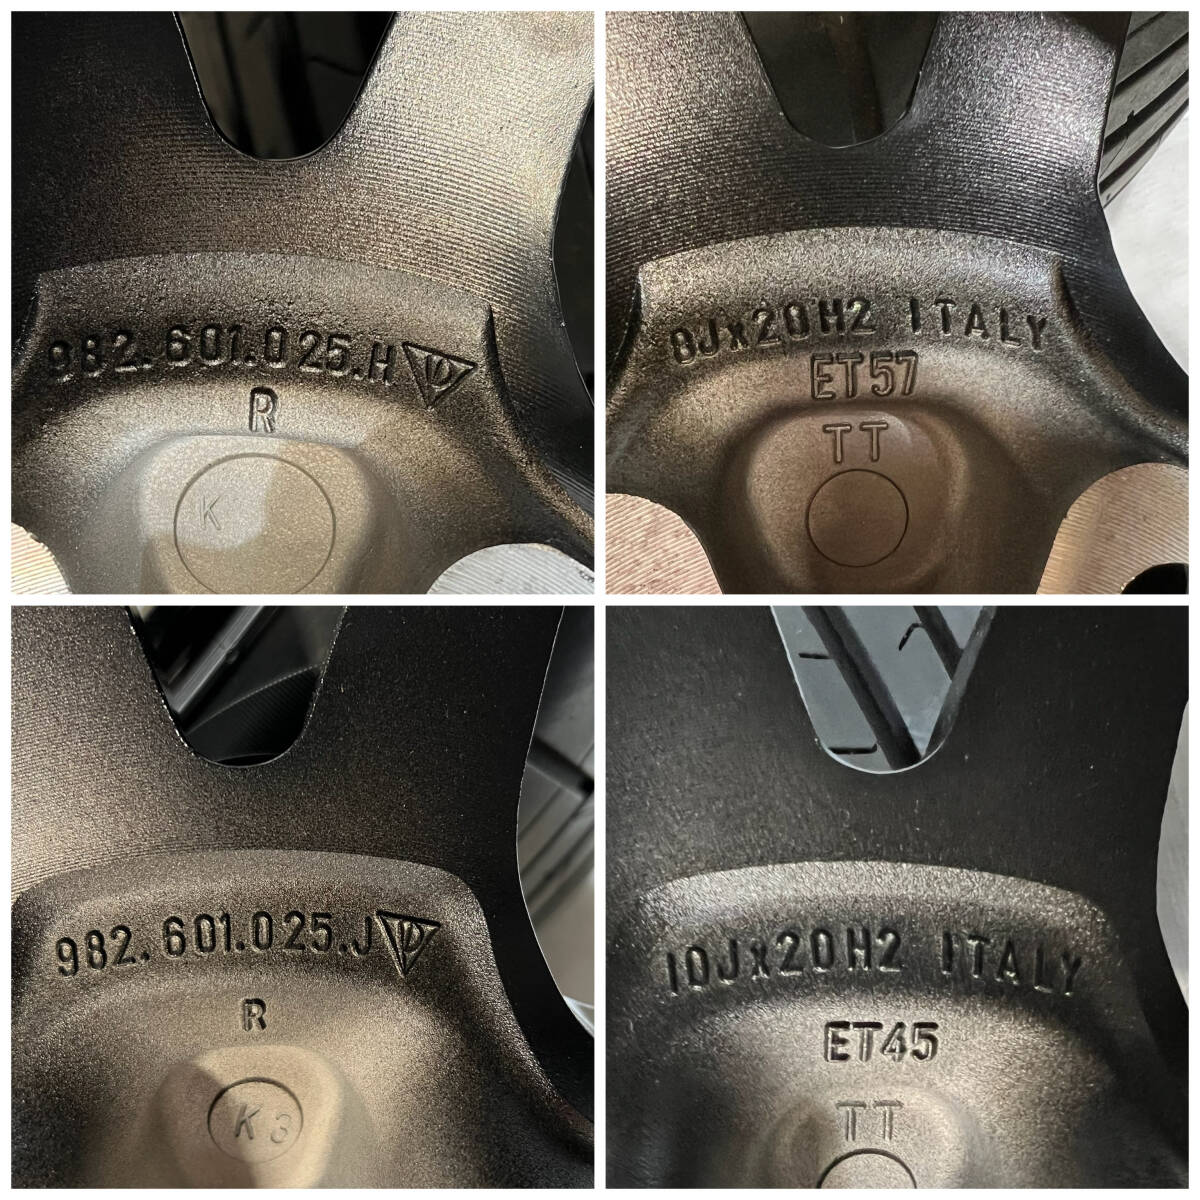 982.601.025.H
R
K
8Jx20H2 ITALY
ET57
TT
982.601.025.J
R
K3
10Jx20H2 ITALY
ET45
TT